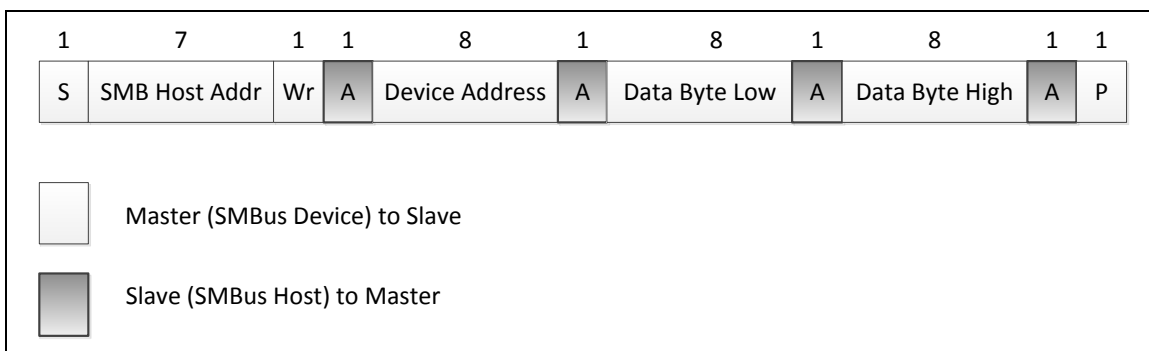 1 7 1 1 8 1 8 1 8 1 1
S SMB Host Addr Wr A Device Address A Data Byte Low A Data Byte High A P
Master (SMBus Device) to Slave
Slave (SMBus Host) to Master